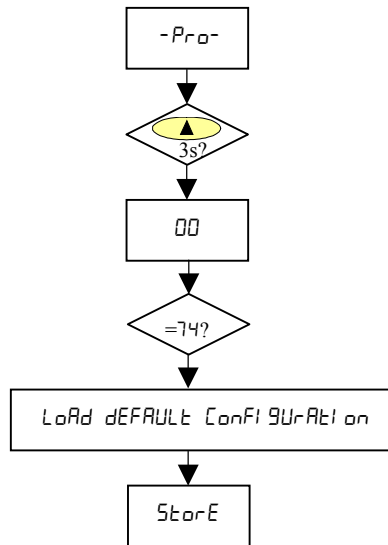 -Pro-
3s?
00
=74?
LoAd dEFAULt ConFIgUrAtIon
StorE